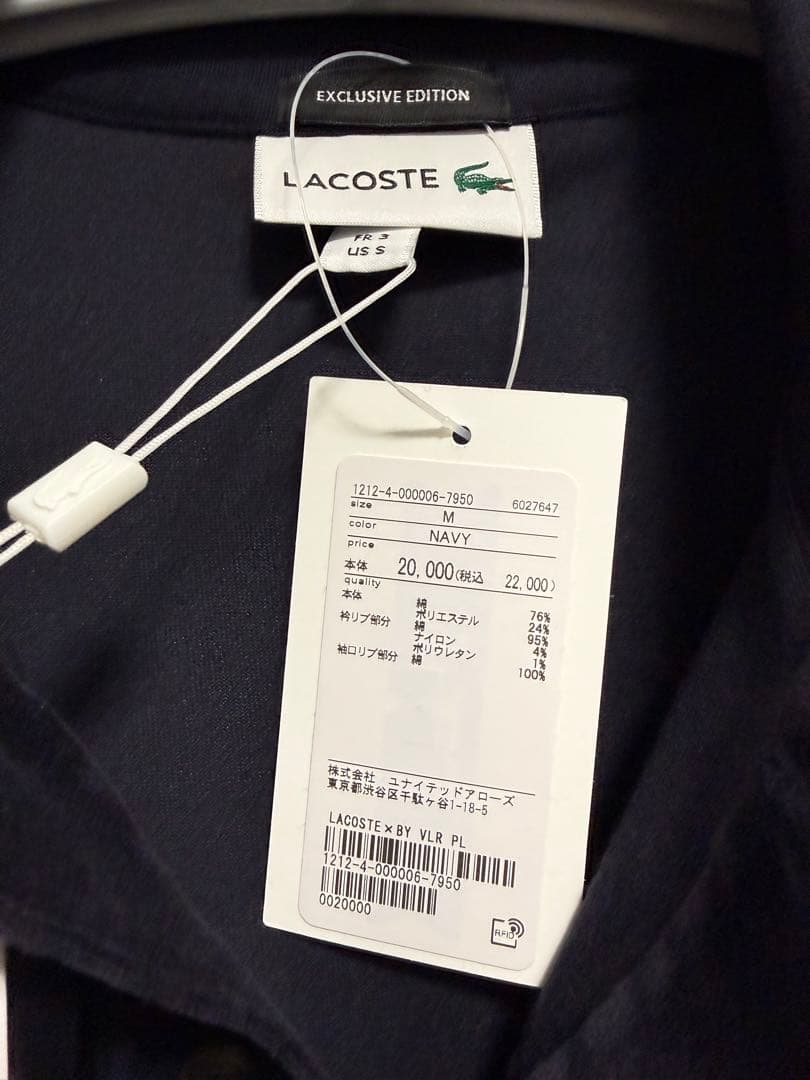 EXCLUSIVE EDITION
LACOSTE
FR 3
US S
1212-4-000006-7950 6027647
size M
color NAVY
price
本体 20,000(税込 22,000)
quality
本体 綿 76%
ポリエステル 24%
衿リブ部分 綿 95%
ナイロン 4%
ポリウレタン 1%
袖口リブ部分 綿 100%
株式会社 ユナイテッドアローズ
東京都渋谷区千駄ヶ谷1-18-5
LACOSTE×BY VLR PL
1212-4-000006-7950
0020000
RFID